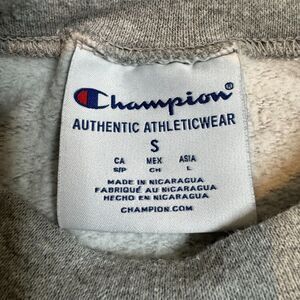 Champion®
AUTHENTIC ATHLETICWEAR
S
CA MEX ASIA
S/P CH L
MADE IN NICARAGUA
FABRIQUÉ AU NICARAGUA
HECHO EN NICARAGUA
CHAMPION.COM